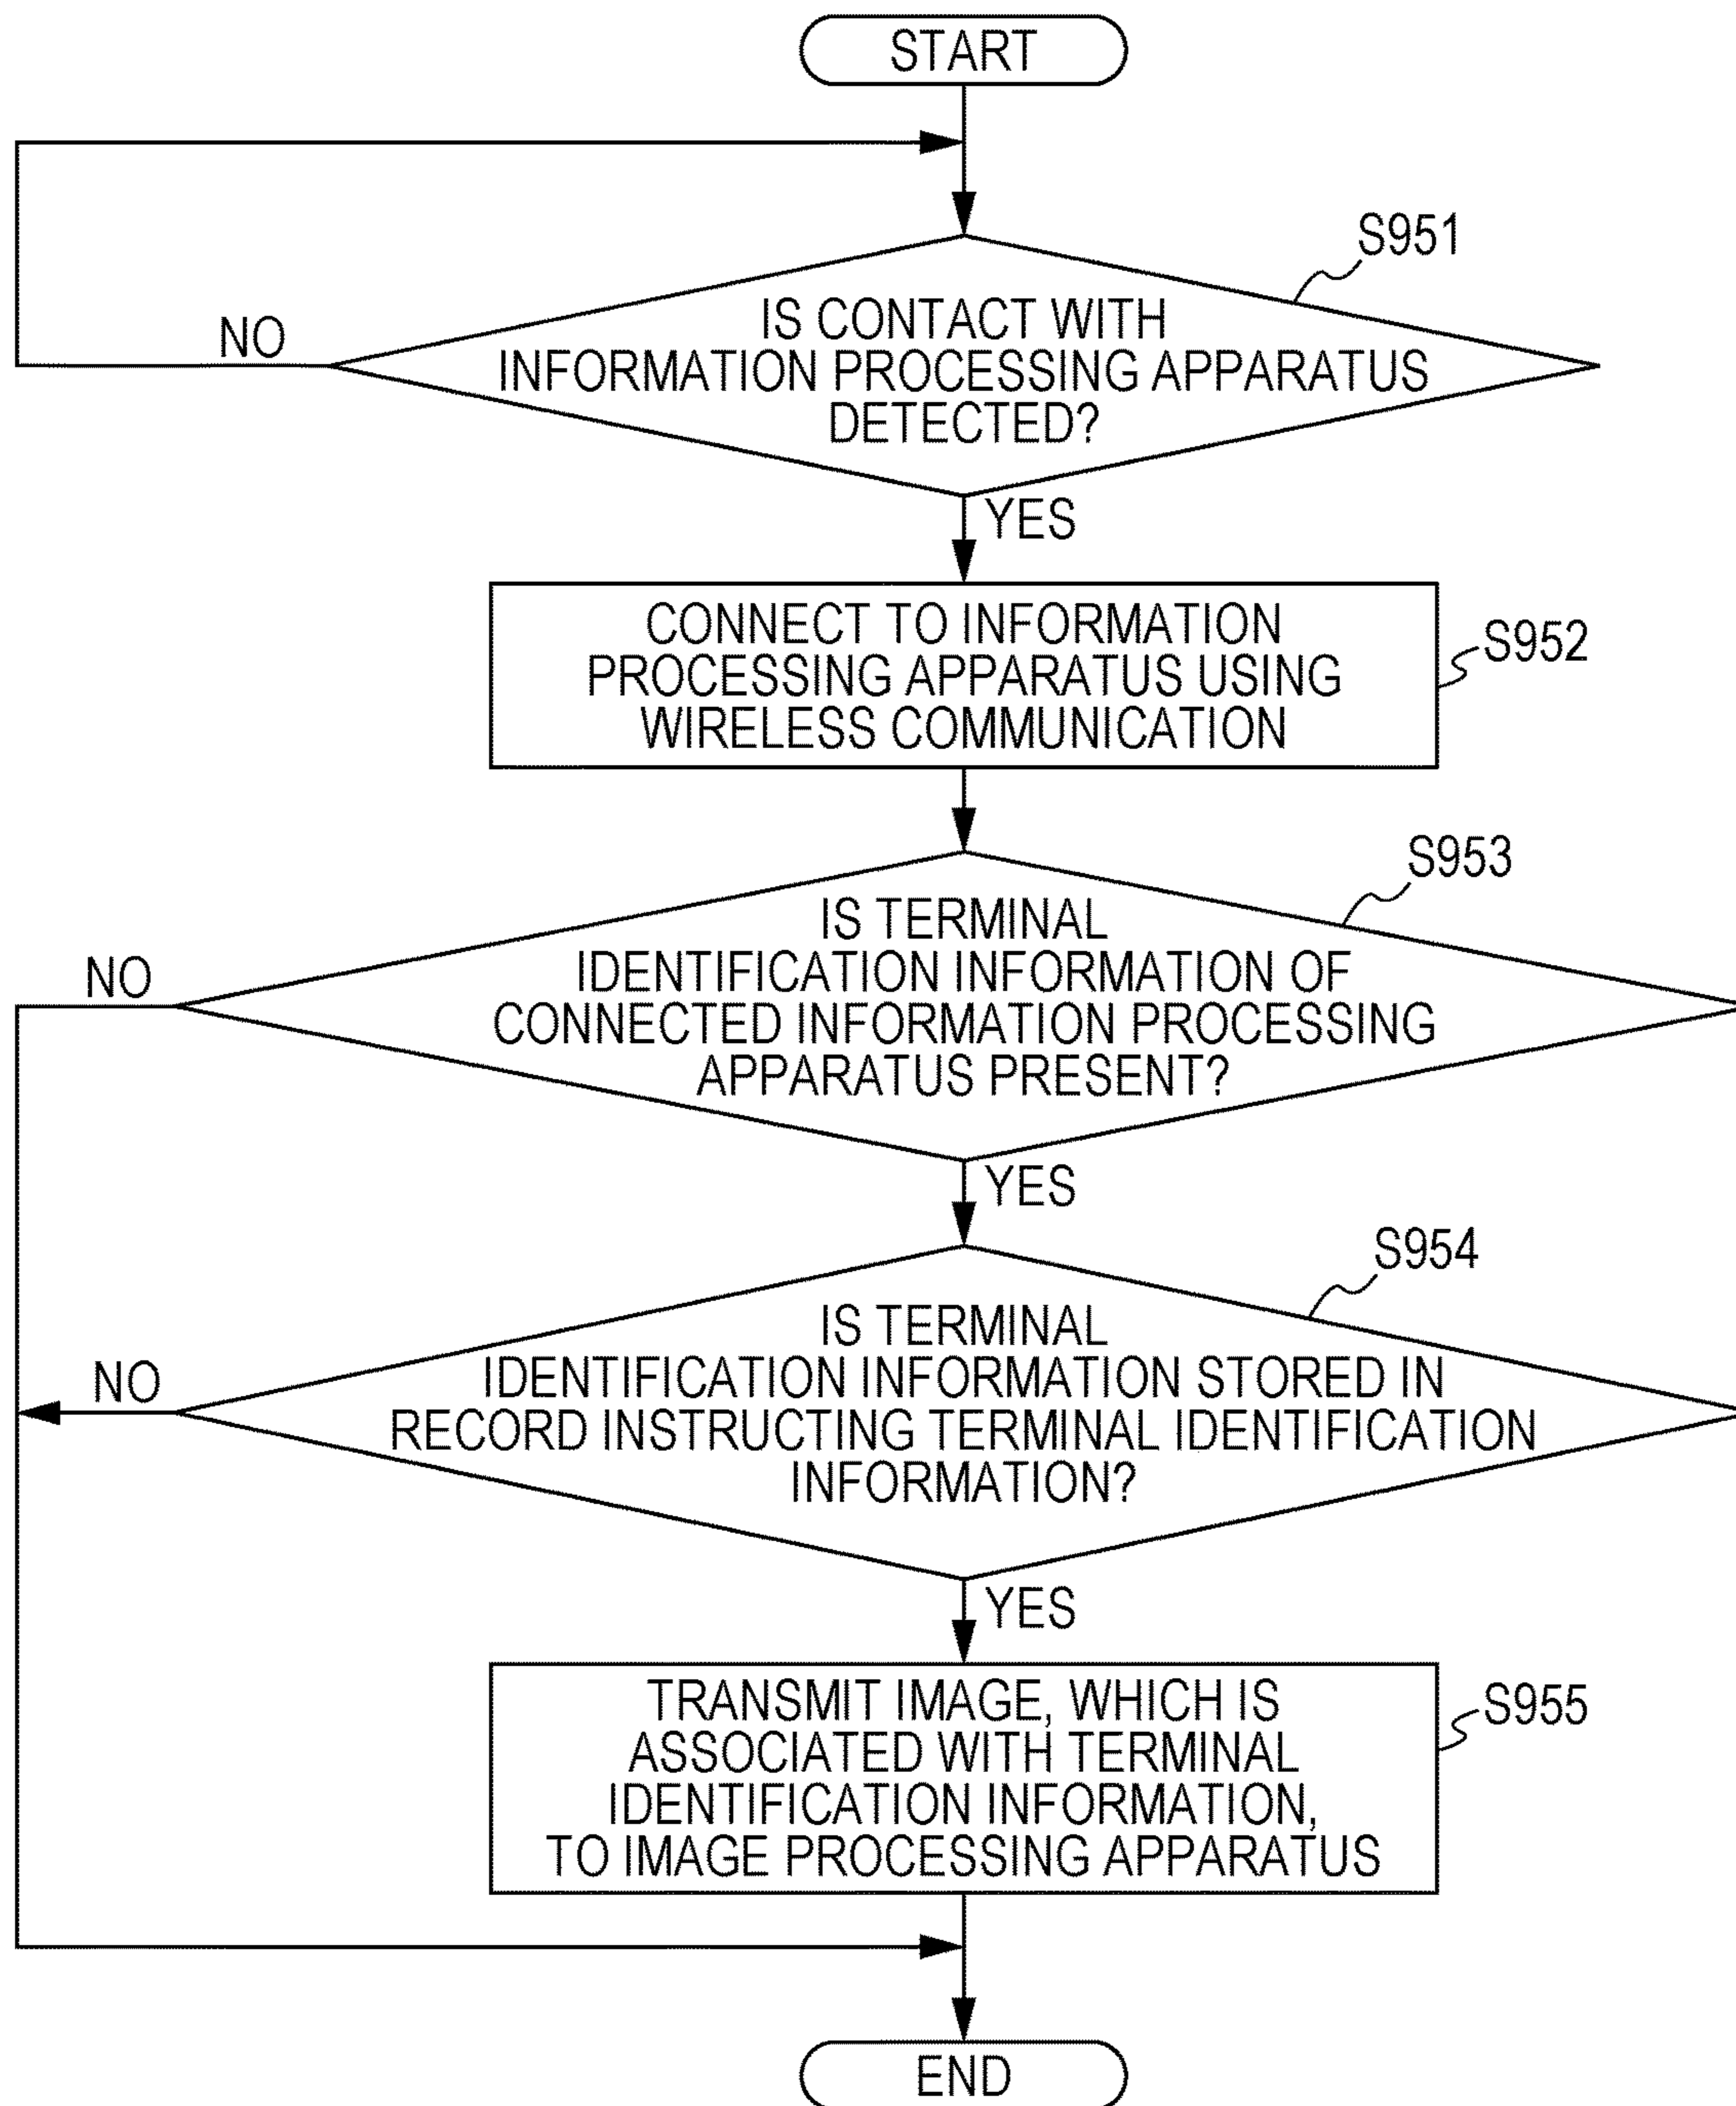 START
S951
IS CONTACT WITH
INFORMATION PROCESSING APPARATUS
DETECTED?
NO
YES
CONNECT TO INFORMATION
PROCESSING APPARATUS USING
WIRELESS COMMUNICATION
S952
S953
IS TERMINAL
IDENTIFICATION INFORMATION OF
CONNECTED INFORMATION PROCESSING
APPARATUS PRESENT?
NO
YES
S954
IS TERMINAL
IDENTIFICATION INFORMATION STORED IN
RECORD INSTRUCTING TERMINAL IDENTIFICATION
INFORMATION?
NO
YES
TRANSMIT IMAGE, WHICH IS
ASSOCIATED WITH TERMINAL
IDENTIFICATION INFORMATION,
TO IMAGE PROCESSING APPARATUS
S955
END